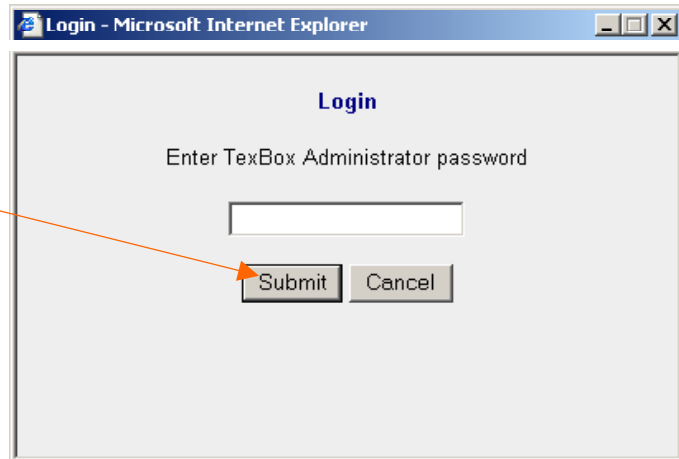 Login - Microsoft Internet Explorer
Login
Enter TexBox Administrator password
Submit Cancel